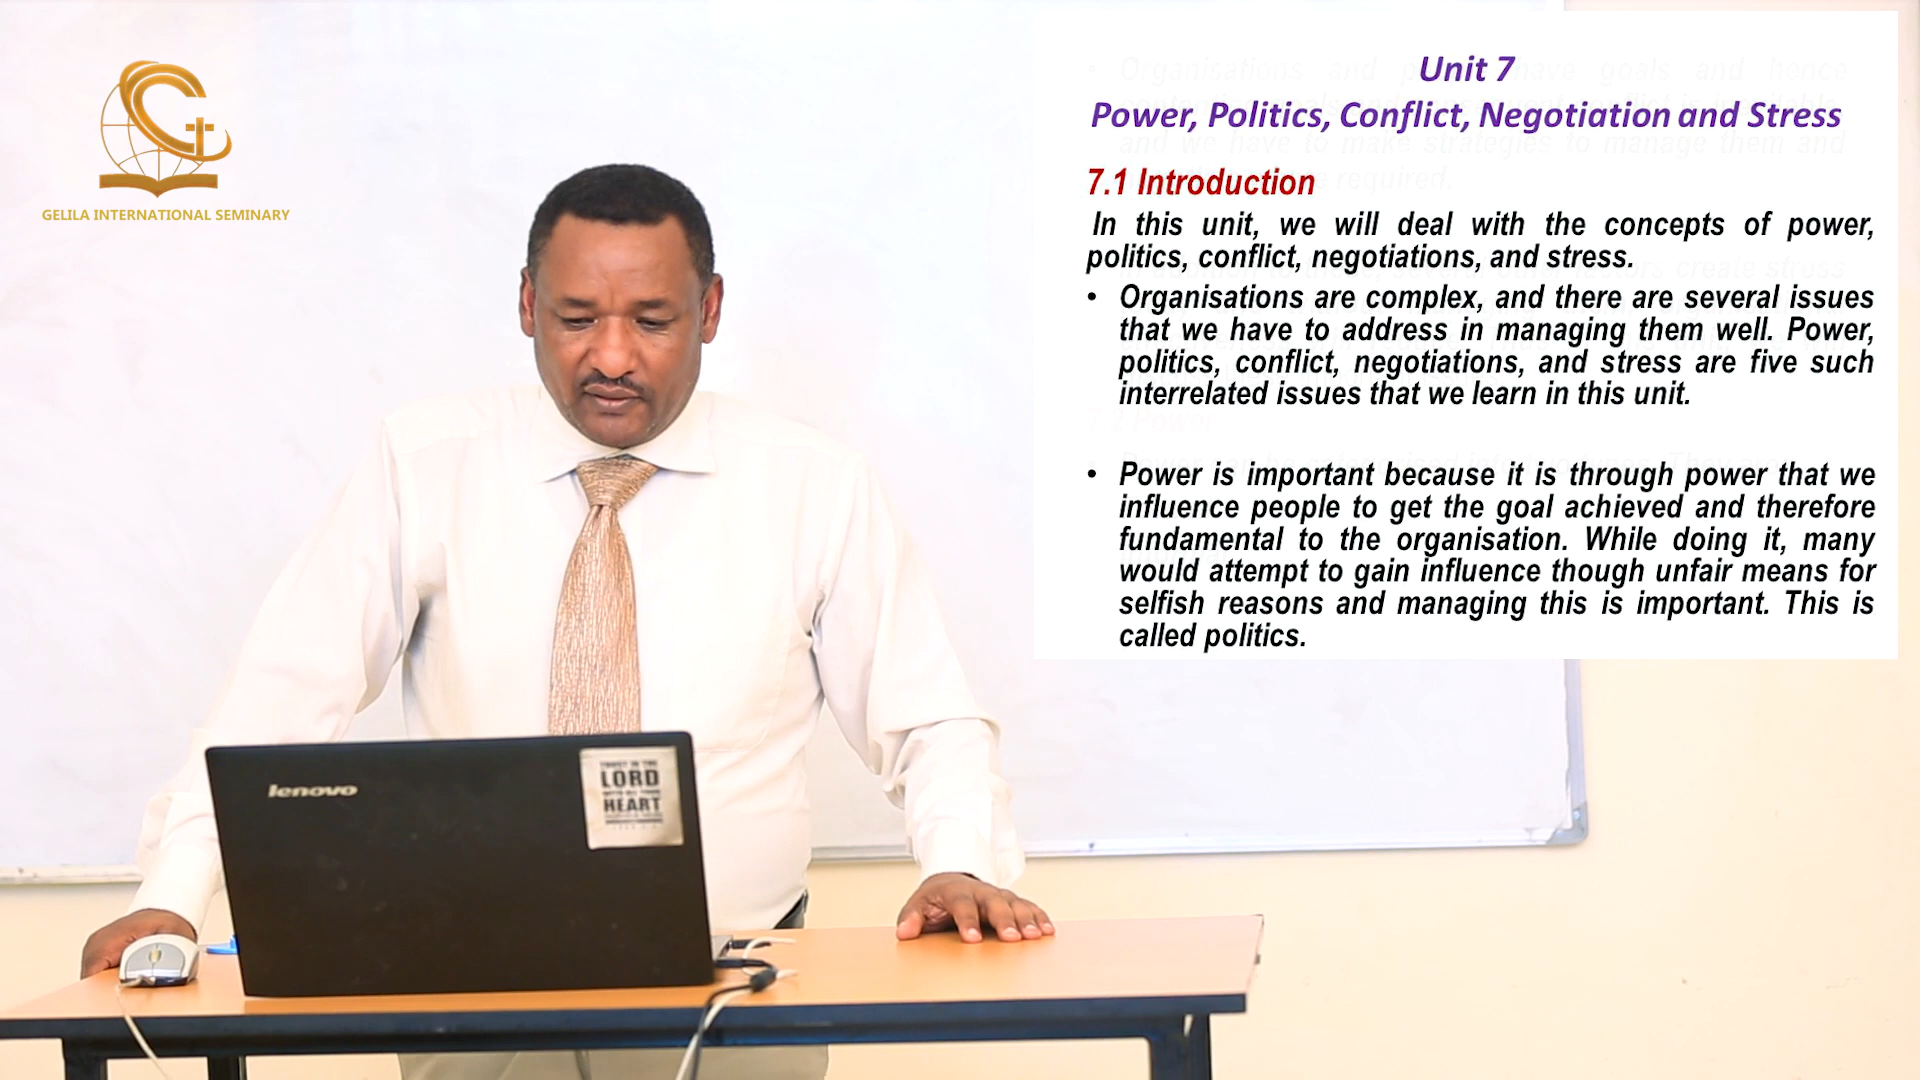 GELILA INTERNATIONAL SEMINARY
Unit 7
Power, Politics, Conflict, Negotiation and Stress
7.1 Introduction
In this unit, we will deal with the concepts of power,
politics, conflict, negotiations, and stress.
• Organisations are complex, and there are several issues
that we have to address in managing them well. Power,
politics, conflict, negotiations, and stress are five such
interrelated issues that we learn in this unit.
• Power is important because it is through power that we
influence people to get the goal achieved and therefore
fundamental to the organisation. While doing it, many
would attempt to gain influence though unfair means for
selfish reasons and managing this is important. This is
called politics.
lenovo
TRUST IN THE
LORD
WITH ALL YOUR
HEART